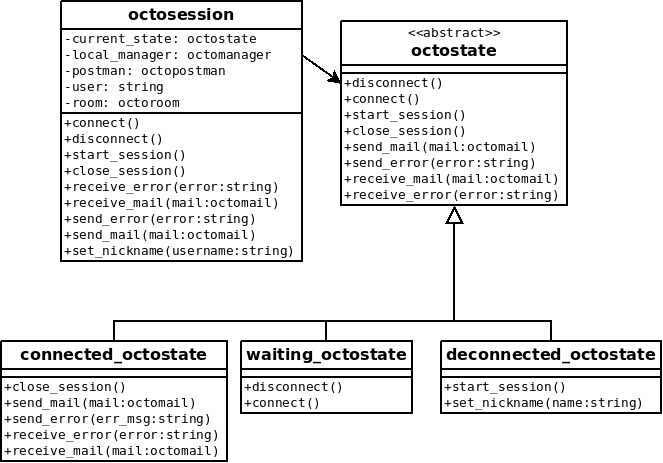 octosession
-current_state: octostate
-local_manager: octomanager
-postman: octopostman
-user: string
-room: octoroom
+connect()
+disconnect()
+start_session()
+close_session()
+receive_error(error:string)
+receive_mail(mail:octomail)
+send_error(error:string)
+send_mail(mail:octomail)
+set_nickname(username:string)
<<abstract>>
octostate
+disconnect()
+connect()
+start_session()
+close_session()
+send_mail(mail:octomail)
+send_error(error:string)
+receive_mail(mail:octomail)
+receive_error(error:string)
connected_octostate
+close_session()
+send_mail(mail:octomail)
+send_error(err_msg:string)
+receive_error(error:string)
+receive_mail(mail:octomail)
waiting_octostate
+disconnect()
+connect()
deconnected_octostate
+start_session()
+set_nickname(name:string)